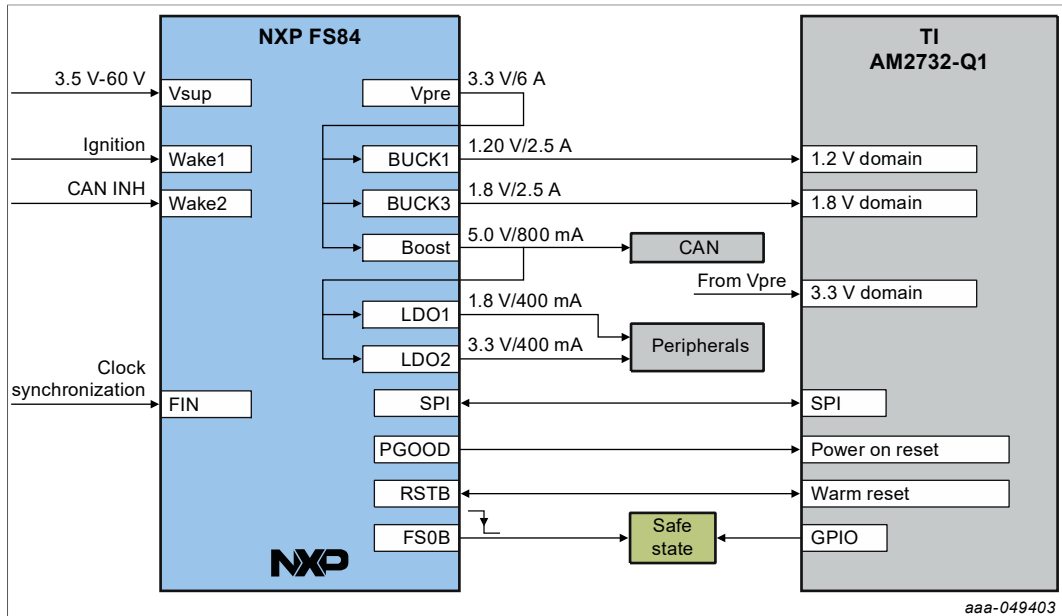 NXP FS84
TI
AM2732-Q1
3.5 V-60 V
Vsup
Vpre
3.3 V/6 A
Ignition
Wake1
BUCK1
1.20 V/2.5 A
1.2 V domain
CAN INH
Wake2
BUCK3
1.8 V/2.5 A
1.8 V domain
Boost
5.0 V/800 mA
CAN
From Vpre
3.3 V domain
LDO1
1.8 V/400 mA
LDO2
3.3 V/400 mA
Peripherals
Clock
synchronization
FIN
SPI
SPI
PGOOD
Power on reset
RSTB
Warm reset
FS0B
Safe
state
GPIO
NXP
aaa-049403